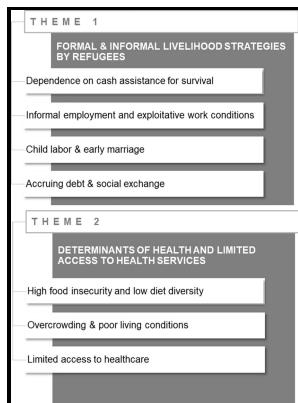 THEME 1
FORMAL & INFORMAL LIVELIHOOD STRATEGIES
BY REFUGEES
Dependence on cash assistance for survival
Informal employment and exploitative work conditions
Child labor & early marriage
Accruing debt & social exchange
THEME 2
DETERMINANTS OF HEALTH AND LIMITED
ACCESS TO HEALTH SERVICES
High food insecurity and low diet diversity
Overcrowding & poor living conditions
Limited access to healthcare